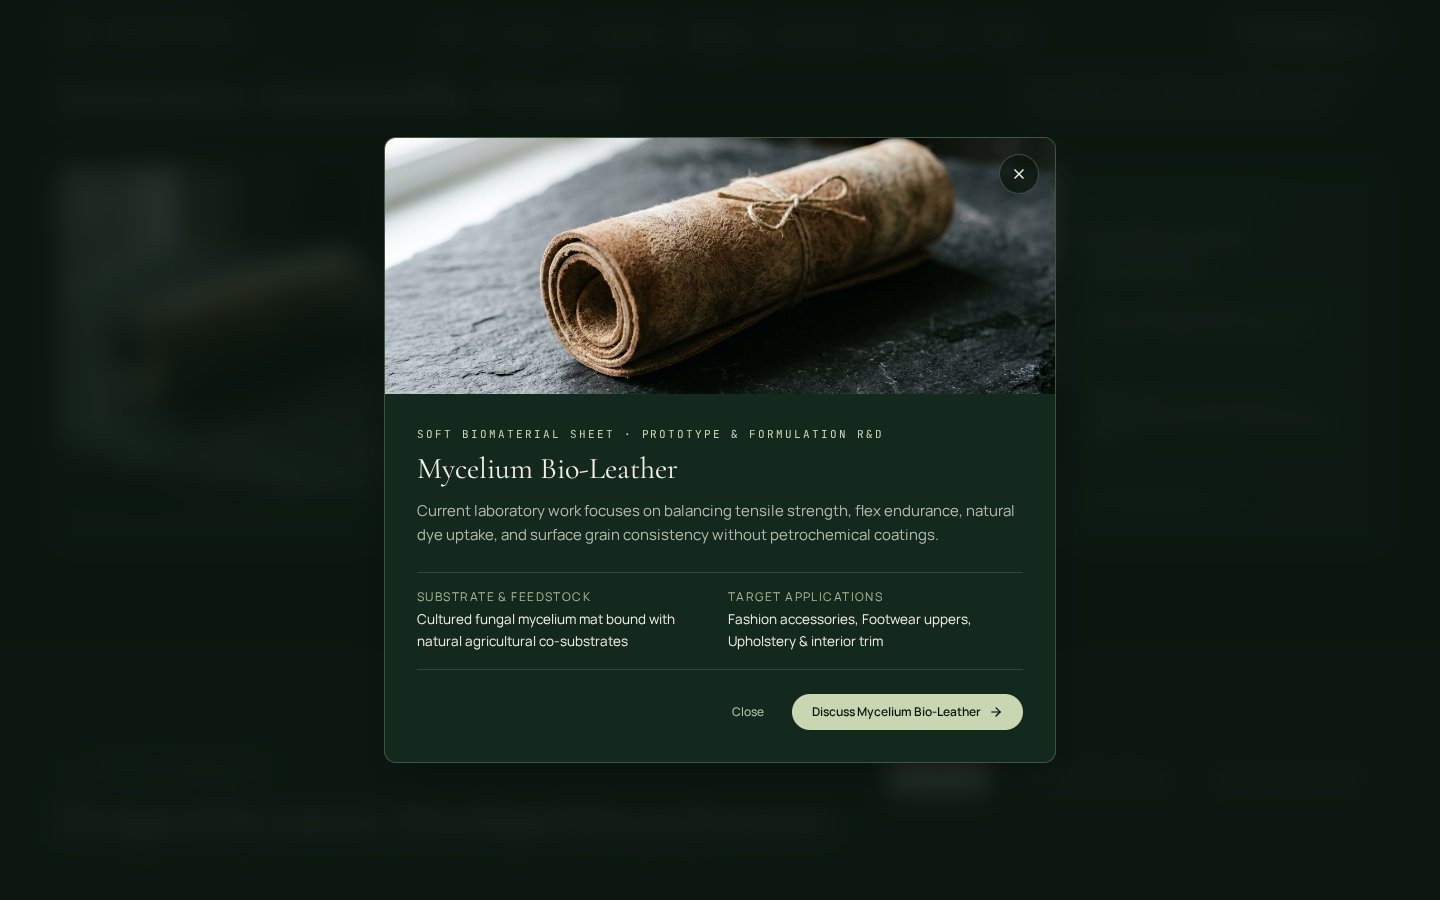 SOFT BIOMATERIAL SHEET · PROTOTYPE & FORMULATION R&D
Mycelium Bio-Leather
Current laboratory work focuses on balancing tensile strength, flex endurance, natural
dye uptake, and surface grain consistency without petrochemical coatings.
SUBSTRATE & FEEDSTOCK
Cultured fungal mycelium mat bound with
natural agricultural co-substrates
TARGET APPLICATIONS
Fashion accessories, Footwear uppers,
Upholstery & interior trim
Close
Discuss Mycelium Bio-Leather